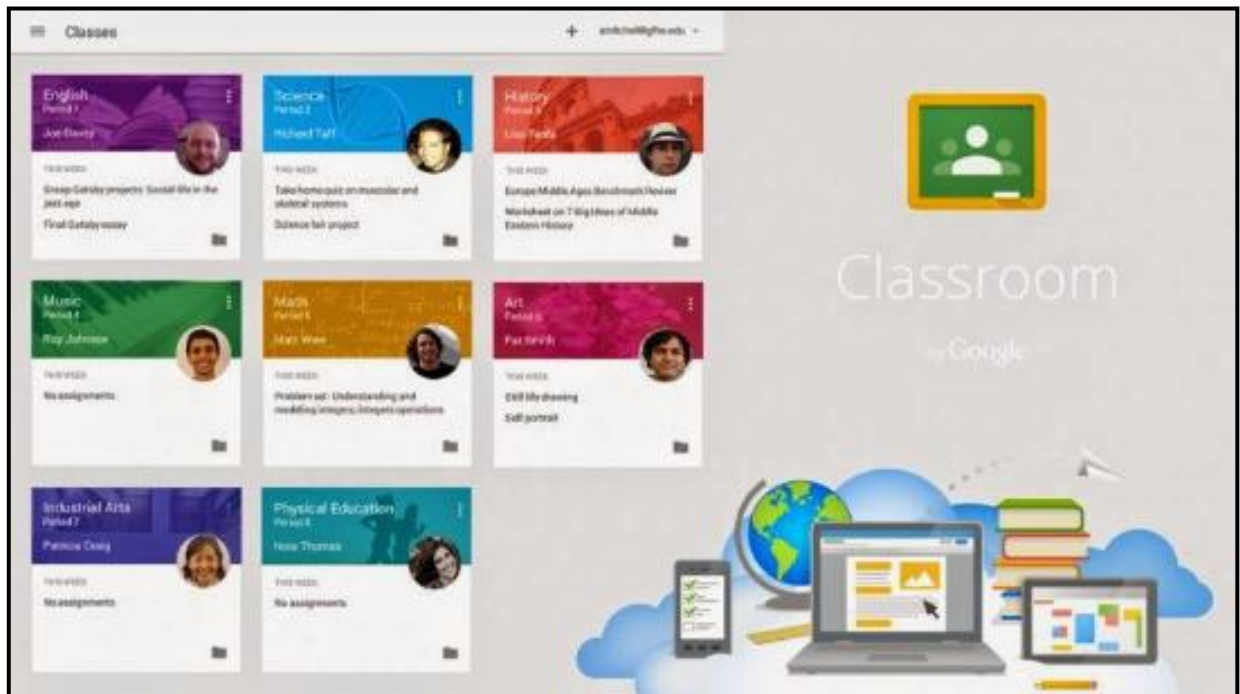 Classes
+
English
Period 1
Joe Davey
THIS WEEK
Group Gatsby projects: Social life in the
jazz age
Final Gatsby essay
Science
Period 2
Richard Taff
THIS WEEK
Take home quiz on muscular and
skeletal systems
Science fair project
History
Period 3
Lisa
THIS WEEK
Europe Middle Ages Benchmark Review
Worksheet on 7 Big Ideas of Middle
Eastern History
Music
Period 4
Roy Johnson
THIS WEEK
No assignments
Math
Period 5
Matt
THIS WEEK
Problem set: Understanding and
modeling integers, integers operations
Art
Period 6
Pat Smith
THIS WEEK
Still life drawing
Self portrait
Industrial Arts
Period 7
Patricia Craig
THIS WEEK
No assignments
Physical Education
Period 8
Nina Thomas
THIS WEEK
No assignments
Classroom
by Google